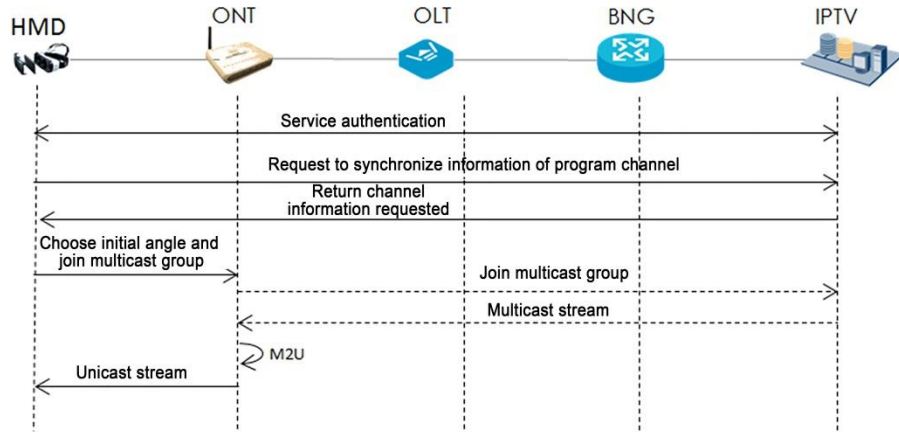 HMD
ONT
OLT
BNG
IPTV
Service authentication
Request to synchronize information of program channel
Return channel
information requested
Choose initial angle and
join multicast group
Join multicast group
Multicast stream
M2U
Unicast stream